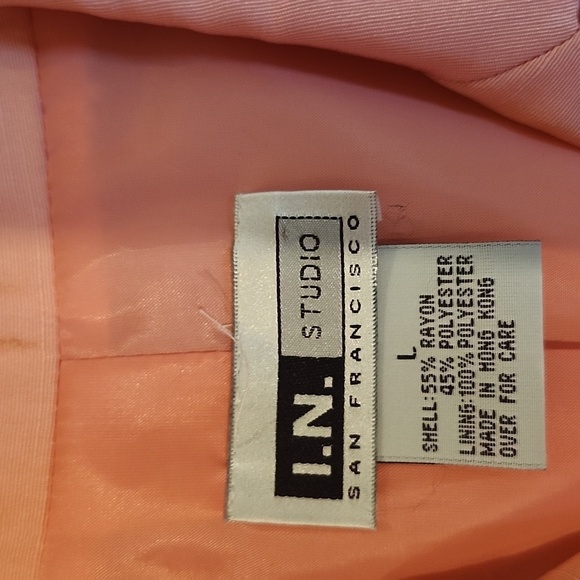 I.N. STUDIO
SAN FRANCISCO
L
SHELL:55% RAYON
45% POLYESTER
LINING:100% POLYESTER
MADE IN HONG KONG
OVER FOR CARE